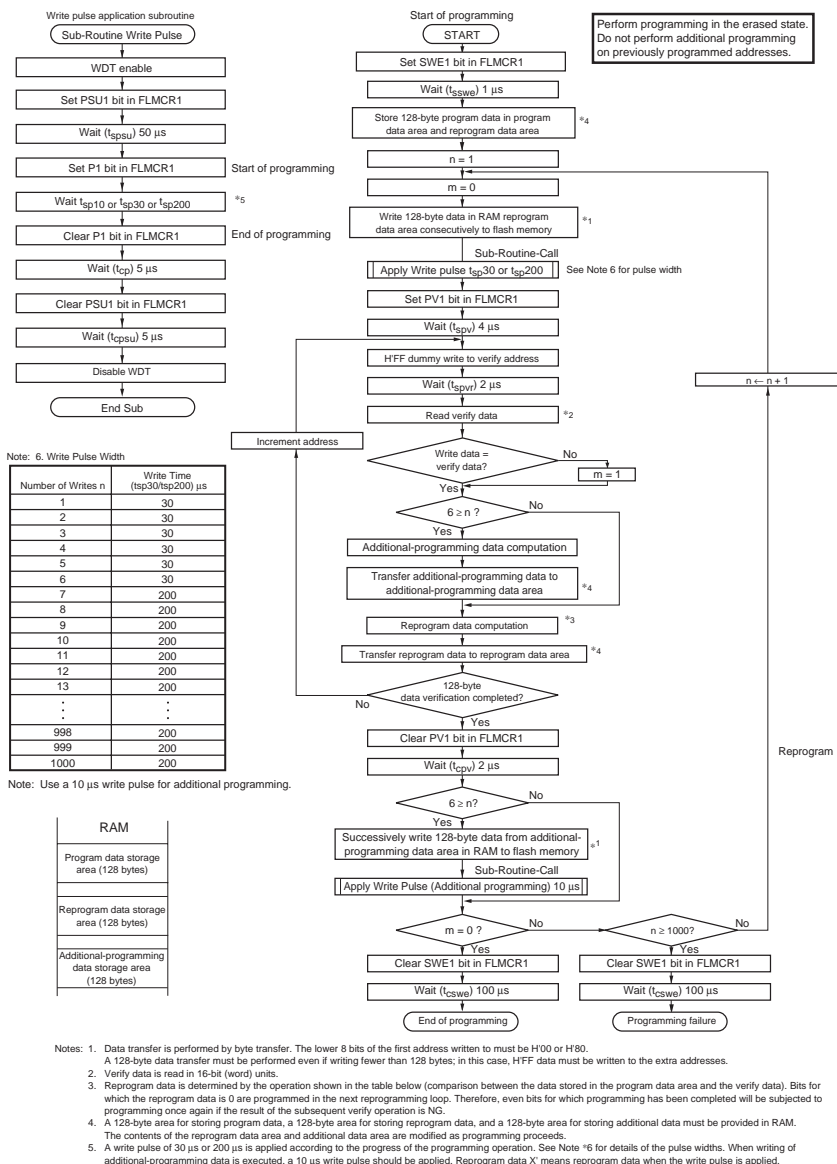 Write pulse application subroutine
Sub-Routine Write Pulse
WDT enable
Set PSU1 bit in FLMCR1
Wait (tspsu) 50 µs
Set P1 bit in FLMCR1
Start of programming
Wait tsp10 or tsp30 or tsp200
*5
Clear P1 bit in FLMCR1
End of programming
Wait (tcp) 5 µs
Clear PSU1 bit in FLMCR1
Wait (tcpsu) 5 µs
Disable WDT
End Sub
Note: 6. Write Pulse Width
Number of Writes n
Write Time
(tsp30/tsp200) µs
1 30
2 30
3 30
4 30
5 30
6 30
7 200
8 200
9 200
10 200
11 200
12 200
13 200
998 200
999 200
1000 200
Note: Use a 10 µs write pulse for additional programming.
RAM
Program data storage
area (128 bytes)
Reprogram data storage
area (128 bytes)
Additional-programming
data storage area
(128 bytes)
Start of programming
START
Perform programming in the erased state.
Do not perform additional programming
on previously programmed addresses.
Set SWE1 bit in FLMCR1
Wait (tsswe) 1 µs
Store 128-byte program data in program
data area and reprogram data area
*4
n = 1
m = 0
Write 128-byte data in RAM reprogram
data area consecutively to flash memory
*1
Sub-Routine-Call
Apply Write pulse tsp30 or tsp200
See Note 6 for pulse width
Set PV1 bit in FLMCR1
Wait (tspv) 4 µs
H'FF dummy write to verify address
Wait (tspvr) 2 µs
Read verify data
*2
Increment address
Write data =
verify data?
No
m = 1
Yes
6 ≥ n ?
No
Yes
Additional-programming data computation
Transfer additional-programming data to
additional-programming data area
*4
Reprogram data computation
*3
Transfer reprogram data to reprogram data area
*4
128-byte
data verification completed?
No
Yes
Clear PV1 bit in FLMCR1
Wait (tcpv) 2 µs
6 ≥ n?
No
Yes
Successively write 128-byte data from additional-
programming data area in RAM to flash memory
*1
Sub-Routine-Call
Apply Write Pulse (Additional programming) 10 µs
m = 0 ?
No
Yes
n ≥ 1000?
No
Yes
n ← n + 1
Reprogram
Clear SWE1 bit in FLMCR1
Clear SWE1 bit in FLMCR1
Wait (tcswe) 100 µs
Wait (tcswe) 100 µs
End of programming
Programming failure
Notes: 1. Data transfer is performed by byte transfer. The lower 8 bits of the first address written to must be H'00 or H'80.
A 128-byte data transfer must be performed even if writing fewer than 128 bytes; in this case, H'FF data must be written to the extra addresses.
2. Verify data is read in 16-bit (word) units.
3. Reprogram data is determined by the operation shown in the table below (comparison between the data stored in the program data area and the verify data). Bits for
which the reprogram data is 0 are programmed in the next reprogramming loop. Therefore, even bits for which programming has been completed will be subjected to
programming once again if the result of the subsequent verify operation is NG.
4. A 128-byte area for storing program data, a 128-byte area for storing reprogram data, and a 128-byte area for storing additional data must be provided in RAM.
The contents of the reprogram data area and additional data area are modified as programming proceeds.
5. A write pulse of 30 µs or 200 µs is applied according to the progress of the programming operation. See Note *6 for details of the pulse widths. When writing of
additional-programming data is executed, a 10 µs write pulse should be applied. Reprogram data X' means reprogram data when the write pulse is applied.